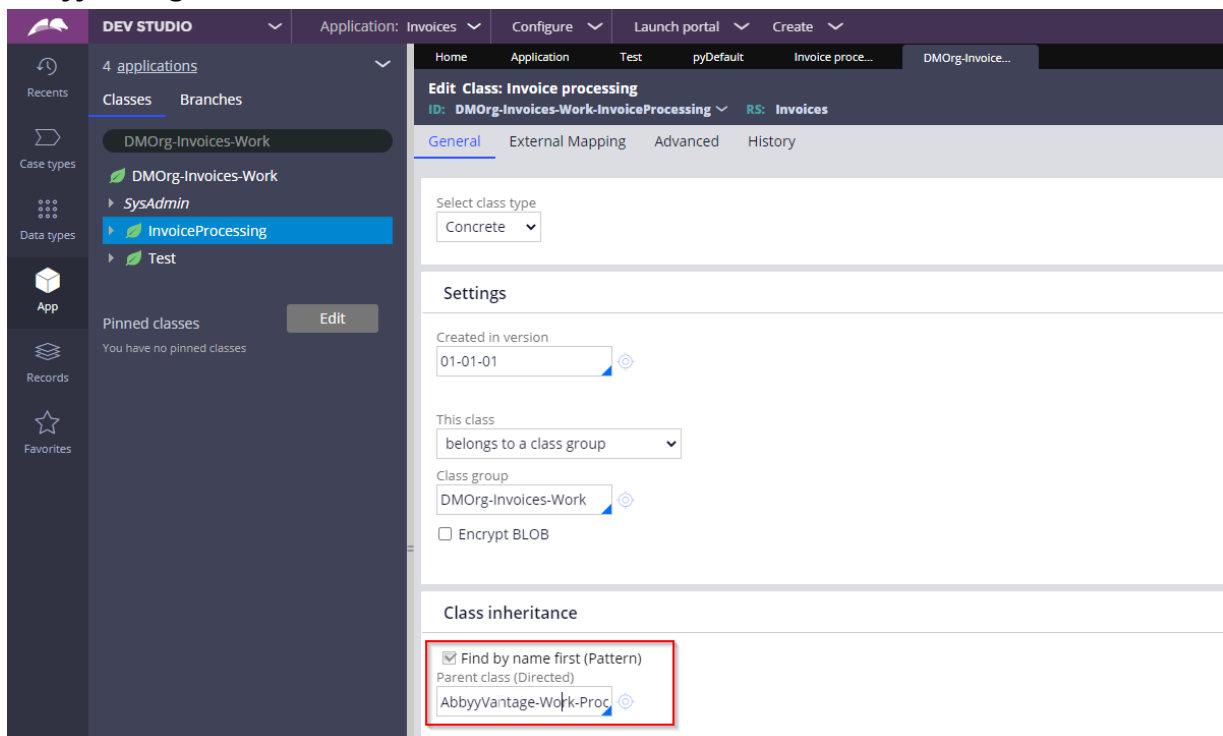 DEV STUDIO
Application: Invoices
Configure
Launch portal
Create
Recents
Case types
Data types
App
Records
Favorites
4 applications
Classes
Branches
DMOrg-Invoices-Work
DMOrg-Invoices-Work
SysAdmin
InvoiceProcessing
Test
Pinned classes
Edit
You have no pinned classes
Home
Application
Test
pyDefault
Invoice proce...
DMOrg-Invoice...
Edit Class: Invoice processing
ID: DMOrg-Invoices-Work-InvoiceProcessing RS: Invoices
General
External Mapping
Advanced
History
Select class type
Concrete
Settings
Created in version
01-01-01
This class
belongs to a class group
Class group
DMOrg-Invoices-Work
Encrypt BLOB
Class inheritance
Find by name first (Pattern)
Parent class (Directed)
AbbyyVantage-Work-Proc